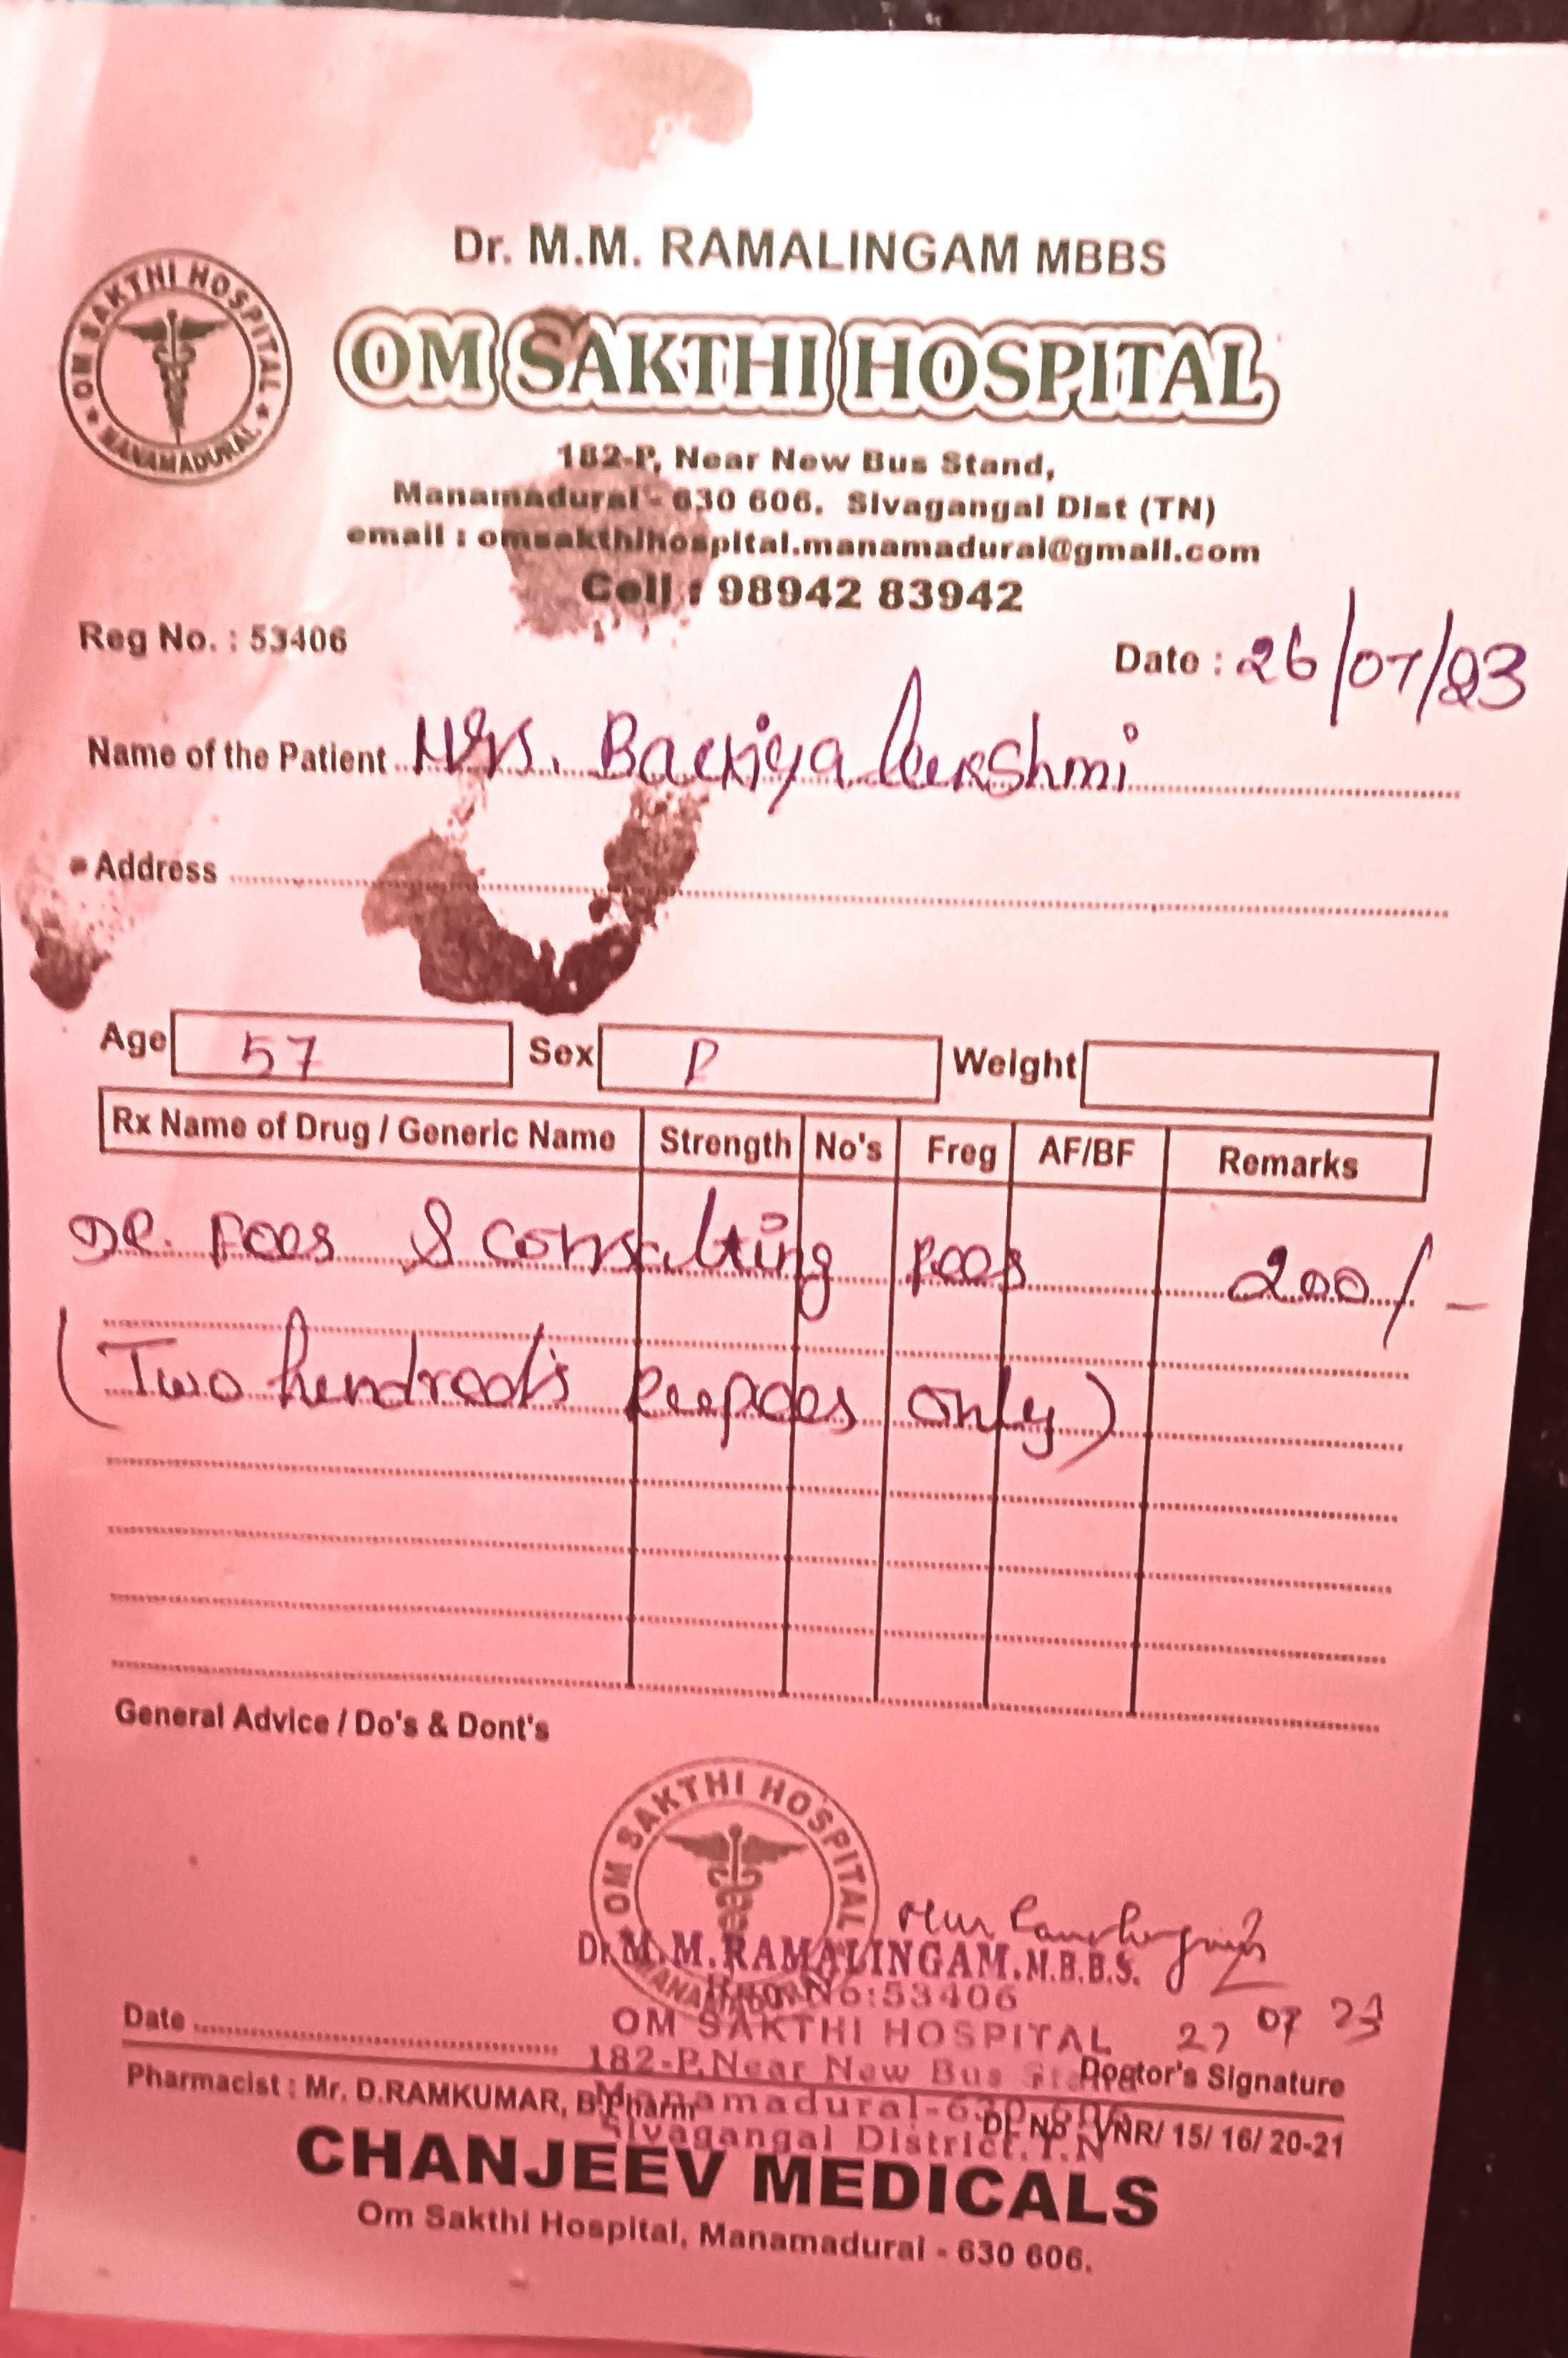 Dr. M.M. RAMALINGAM MBBS
OM SAKTHI HOSPITAL
MANAMADURAI
OM SAKTHI HOSPITAL
182-P, Near New Bus Stand,
Manamadurai - 630 606. Sivagangai Dist (TN)
email : omsakthihospital.manamadurai@gmail.com
Cell : 98942 83942
Reg No. : 53406
Date : 26/07/23
Name of the Patient Mrs. Backiya luxshmi
Address
Age 57 Sex F Weight
Rx Name of Drug / Generic Name Strength No's Freg AF/BF Remarks
DR. Fees & consulting fees 200/-
(Two hundreds Rupees only)
General Advice / Do's & Dont's
OM SAKTHI HOSPITAL
Dr. M.M. RAMALINGAM, M.B.B.S.
Reg. No:53406
OM SAKTHI HOSPITAL 27 07 23
182-P, Near New Bus Stand
Manamadurai-630 606
Sivagangai District. T.N
Date
Doctor's Signature
Pharmacist : Mr. D.RAMKUMAR, B.Pharm DL No : VNR/ 15/ 16/ 20-21
CHANJEEV MEDICALS
Om Sakthi Hospital, Manamadurai - 630 606.